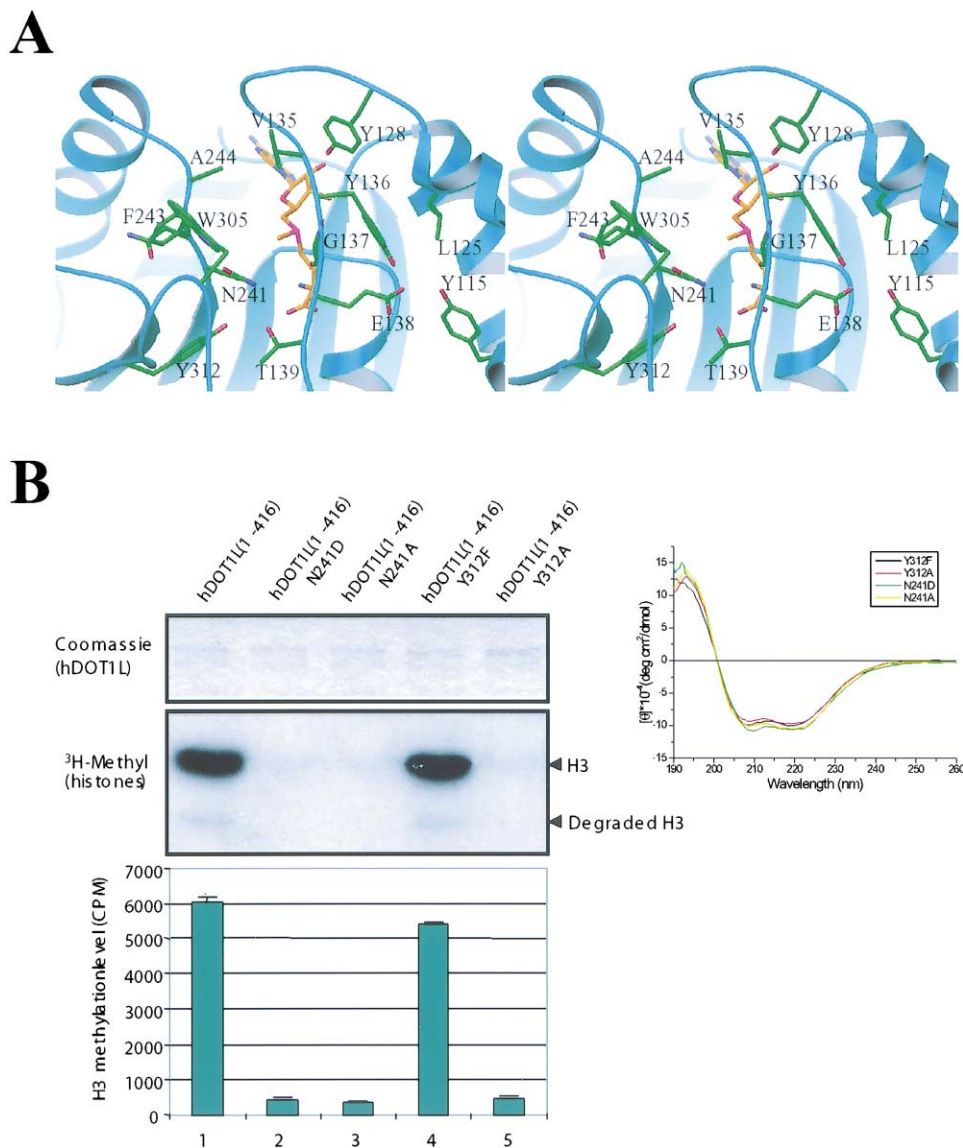 A
V135
Y128
A244
Y136
F243
W305
G137
L125
N241
Y115
E138
Y312
T139
V135
Y128
A244
Y136
F243
W305
G137
L125
N241
Y115
E138
Y312
T139
B
hDOT1L(1 -416)
hDOT1L(1 -416)
N241D
hDOT1L(1 -416)
N241A
hDOT1L(1 -416)
Y312F
hDOT1L(1 -416)
Y312A
Coomassie
(hDOT1L)
³H-Methyl
(histones)
H3
Degraded H3
H3 methylationlevel (CPM)
7000
6000
5000
4000
3000
2000
1000
0
1 2 3 4 5
[θ]*10⁻⁴(deg cm²/dmol)
15
10
5
0
-5
-10
-15
190 200 210 220 230 240 250 260
Wavelength (nm)
Y312F
Y312A
N241D
N241A